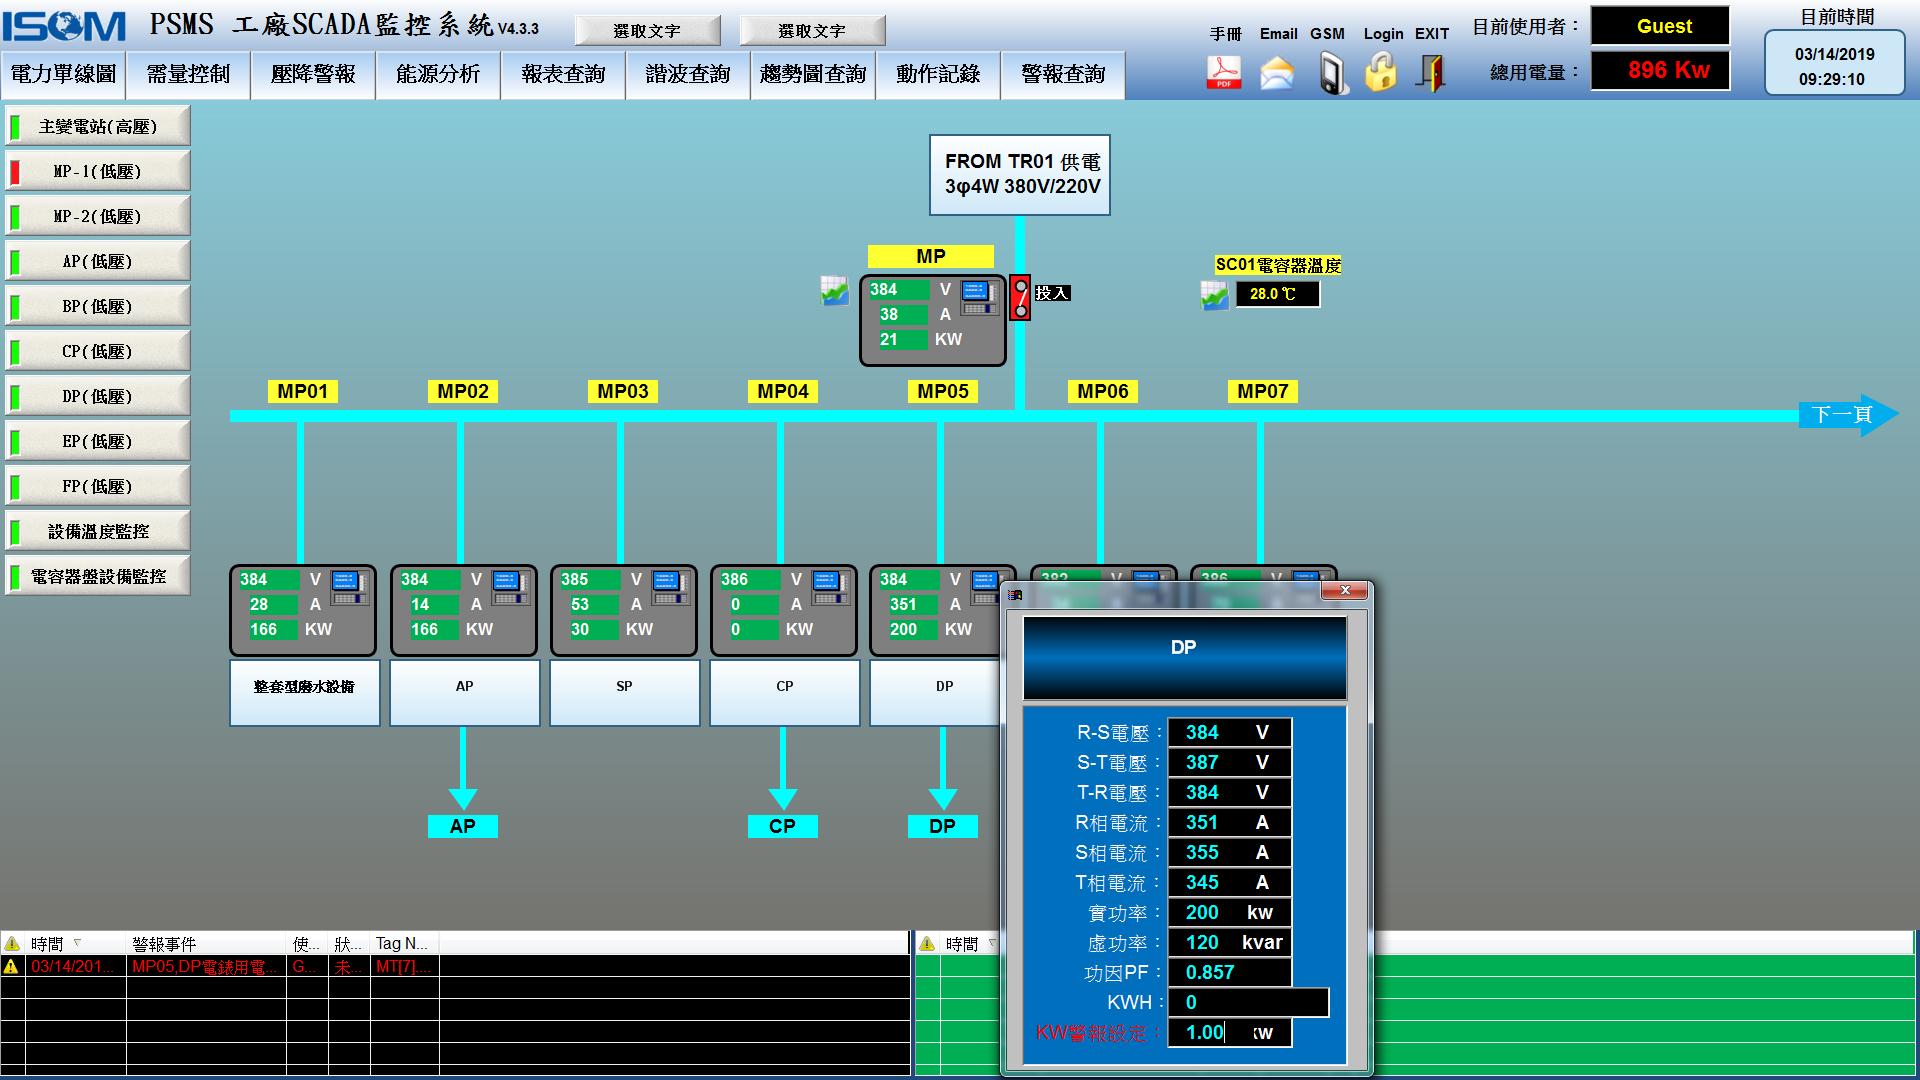 ISOM PSMS 工廠SCADA監控系統 V4.3.3
選取文字 選取文字
手冊 Email GSM Login EXIT
目前使用者： Guest
總用電量： 896 Kw
目前時間
03/14/2019
09:29:10
電力單線圖 需量控制 壓降警報 能源分析 報表查詢 諧波查詢 趨勢圖查詢 動作記錄 警報查詢
主變電站(高壓)
MP-1(低壓)
MP-2(低壓)
AP(低壓)
BP(低壓)
CP(低壓)
DP(低壓)
EP(低壓)
FP(低壓)
設備溫度監控
電容器盤設備監控
FROM TR01 供電
3φ4W 380V/220V
MP
384 V
38 A
21 KW
投入
SC01電容器溫度
28.0 ℃
MP01 MP02 MP03 MP04 MP05 MP06 MP07
下一頁
384 V 384 V 385 V 386 V 384 V 382 V 386 V
28 A 14 A 53 A 0 A 351 A
166 KW 166 KW 30 KW 0 KW 200 KW
整套型廢水設備 AP SP CP DP
AP CP DP
DP
R-S電壓： 384 V
S-T電壓： 387 V
T-R電壓： 384 V
R相電流： 351 A
S相電流： 355 A
T相電流： 345 A
實功率： 200 kw
虛功率： 120 kvar
功因PF： 0.857
KWH： 0
KW警報設定： 1.00 kw
時間 警報事件 使... 狀... Tag N...
03/14/201... MP05,DP電錶用電... G... 未... MT[7]....
時間